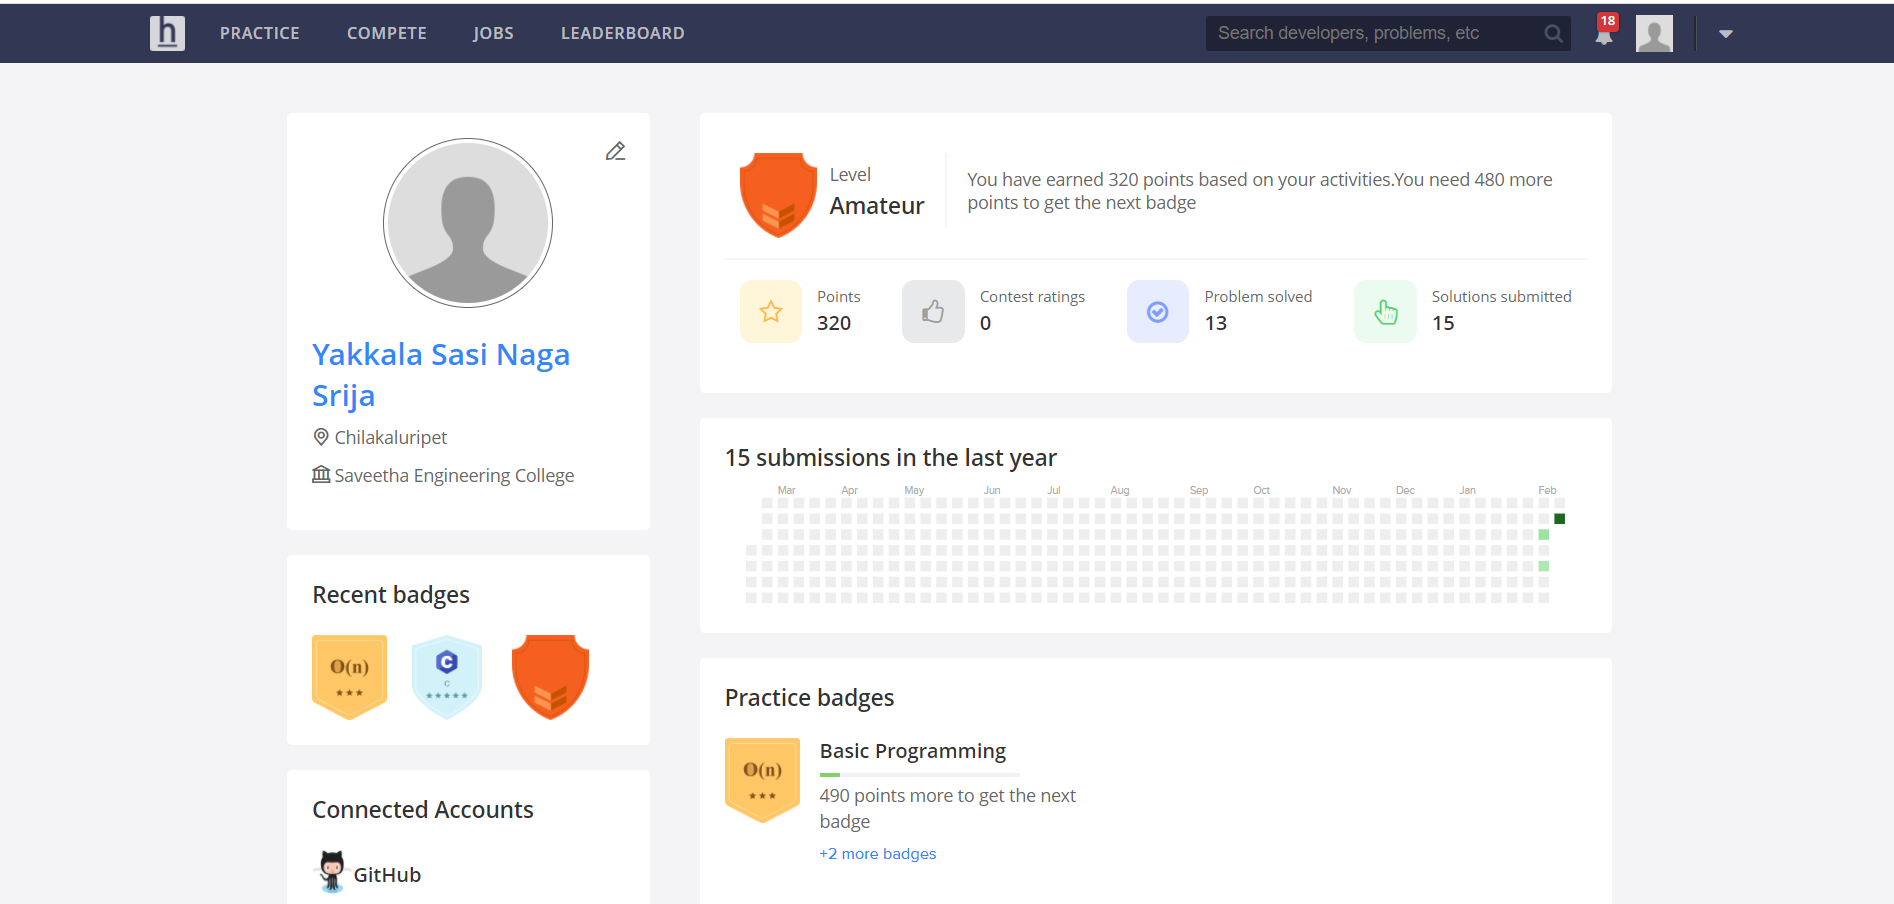 h PRACTICE COMPETE JOBS LEADERBOARD Search developers, problems, etc 18
Yakkala Sasi Naga
Srija
Chilakaluripet
Saveetha Engineering College
Recent badges
O(n)
C
C
Connected Accounts
GitHub
Level
Amateur
You have earned 320 points based on your activities.You need 480 more
points to get the next badge
Points
320
Contest ratings
0
Problem solved
13
Solutions submitted
15
15 submissions in the last year
Mar Apr May Jun Jul Aug Sep Oct Nov Dec Jan Feb
Practice badges
O(n)
Basic Programming
490 points more to get the next
badge
+2 more badges